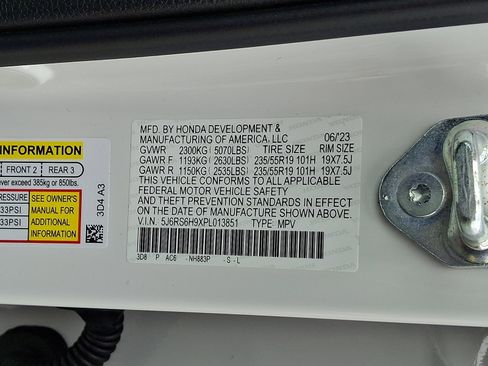 INFORMATION
FRONT 2 REAR 3
ever exceed 385kg or 850lbs.
33PSI
33PSI
SEE OWNER'S
MANUAL FOR
ADDITIONAL
INFORMATION
3D4 A3
MFD. BY HONDA DEVELOPMENT &
MANUFACTURING OF AMERICA, LLC 06/'23
GVWR 2300KG (5070LBS) TIRE SIZE RIM SIZE
GAWR F 1193KG (2630LBS) 235/55R19 101H 19X7.5J
GAWR R 1150KG (2535LBS) 235/55R19 101H 19X7.5J
THIS VEHICLE CONFORMS TO ALL APPLICABLE
FEDERAL MOTOR VEHICLE SAFETY
AND THEFT PREVENTION STANDARDS IN EFFECT
ON THE DATE OF MANUFACTURE SHOWN ABOVE.
V.I.N. 5J6RS6H9XPL013851 TYPE: MPV
3D8 P AC6 -NH883P -S -L